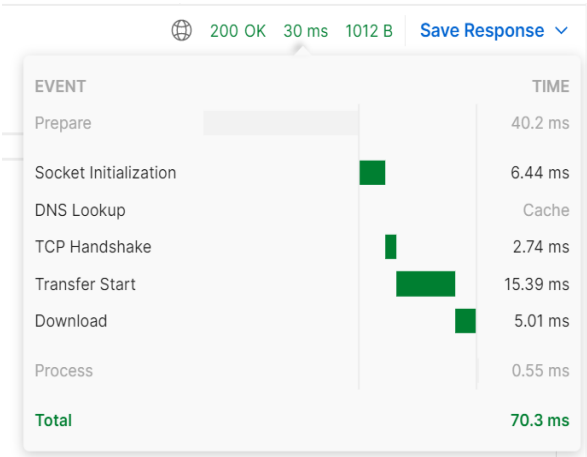 200 OK 30 ms 1012 B Save Response
EVENT TIME
Prepare 40.2 ms
Socket Initialization 6.44 ms
DNS Lookup Cache
TCP Handshake 2.74 ms
Transfer Start 15.39 ms
Download 5.01 ms
Process 0.55 ms
Total 70.3 ms